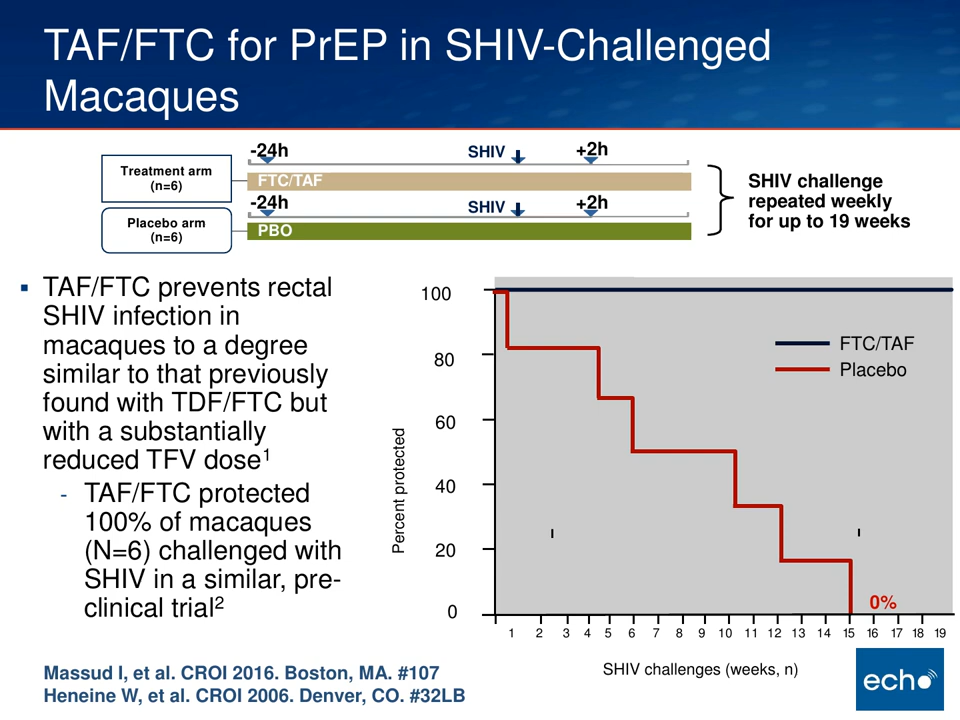 TAF/FTC for PrEP in SHIV-Challenged
Macaques
-24h SHIV +2h
Treatment arm
(n=6)
FTC/TAF
-24h SHIV +2h
Placebo arm
(n=6)
PBO
SHIV challenge
repeated weekly
for up to 19 weeks
▪ TAF/FTC prevents rectal
SHIV infection in
macaques to a degree
similar to that previously
found with TDF/FTC but
with a substantially
reduced TFV dose¹
- TAF/FTC protected
100% of macaques
(N=6) challenged with
SHIV in a similar, pre-
clinical trial²
Percent protected
100
80
60
40
20
0
FTC/TAF
Placebo
0%
1 2 3 4 5 6 7 8 9 10 11 12 13 14 15 16 17 18 19
SHIV challenges (weeks, n)
Massud I, et al. CROI 2016. Boston, MA. #107
Heneine W, et al. CROI 2006. Denver, CO. #32LB
echo